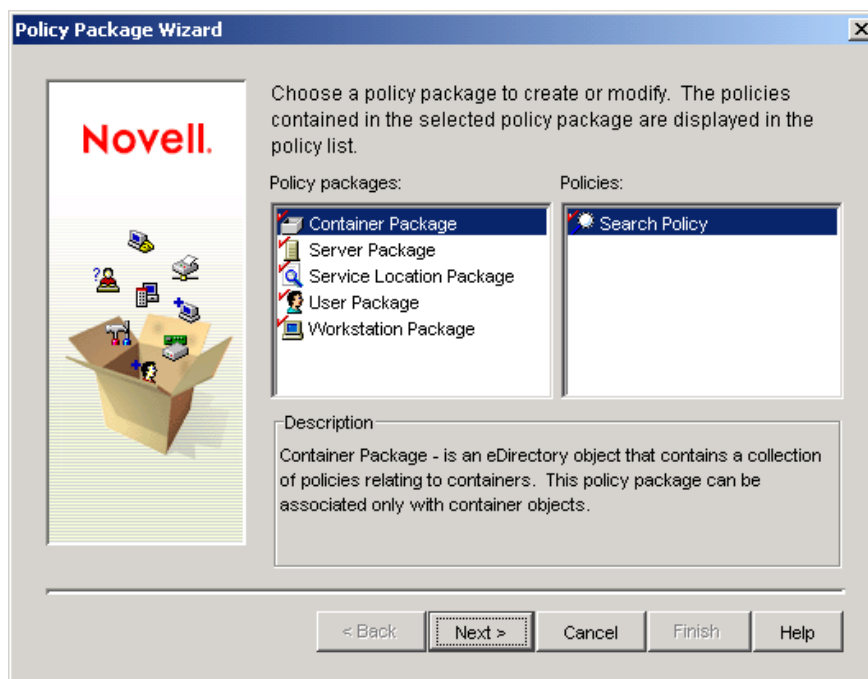 Policy Package Wizard
Novell.
Choose a policy package to create or modify. The policies
contained in the selected policy package are displayed in the
policy list.
Policy packages:
Policies:
Container Package
Server Package
Service Location Package
User Package
Workstation Package
Search Policy
Description
Container Package - is an eDirectory object that contains a collection
of policies relating to containers. This policy package can be
associated only with container objects.
< Back
Next >
Cancel
Finish
Help